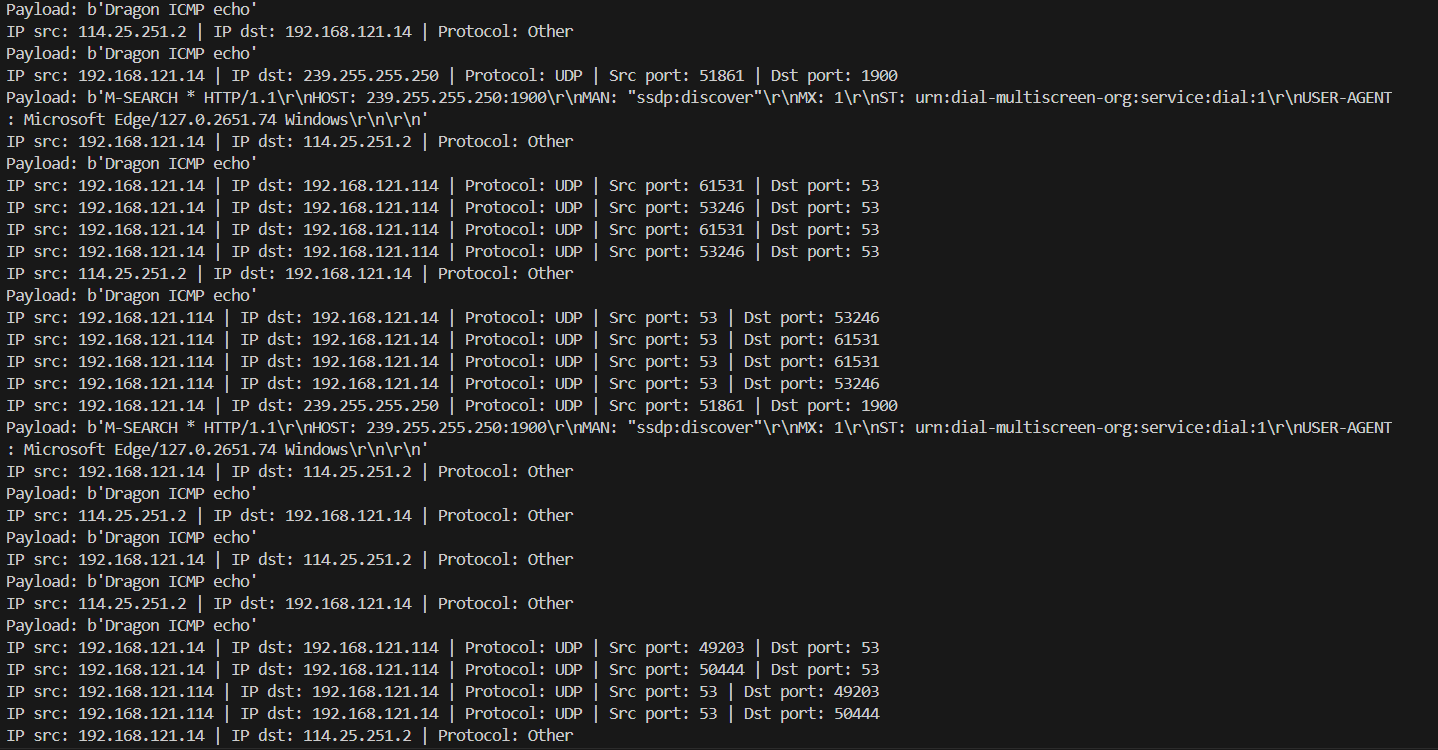 Payload: b'Dragon ICMP echo'
IP src: 114.25.251.2 | IP dst: 192.168.121.14 | Protocol: Other
Payload: b'Dragon ICMP echo'
IP src: 192.168.121.14 | IP dst: 239.255.255.250 | Protocol: UDP | Src port: 51861 | Dst port: 1900
Payload: b'M-SEARCH * HTTP/1.1\r\nHOST: 239.255.255.250:1900\r\nMAN: "ssdp:discover"\r\nMX: 1\r\nST: urn:dial-multiscreen-org:service:dial:1\r\nUSER-AGENT
: Microsoft Edge/127.0.2651.74 Windows\r\n\r\n'
IP src: 192.168.121.14 | IP dst: 114.25.251.2 | Protocol: Other
Payload: b'Dragon ICMP echo'
IP src: 192.168.121.14 | IP dst: 192.168.121.114 | Protocol: UDP | Src port: 61531 | Dst port: 53
IP src: 192.168.121.14 | IP dst: 192.168.121.114 | Protocol: UDP | Src port: 53246 | Dst port: 53
IP src: 192.168.121.14 | IP dst: 192.168.121.114 | Protocol: UDP | Src port: 61531 | Dst port: 53
IP src: 192.168.121.14 | IP dst: 192.168.121.114 | Protocol: UDP | Src port: 53246 | Dst port: 53
IP src: 114.25.251.2 | IP dst: 192.168.121.14 | Protocol: Other
Payload: b'Dragon ICMP echo'
IP src: 192.168.121.114 | IP dst: 192.168.121.14 | Protocol: UDP | Src port: 53 | Dst port: 53246
IP src: 192.168.121.114 | IP dst: 192.168.121.14 | Protocol: UDP | Src port: 53 | Dst port: 61531
IP src: 192.168.121.114 | IP dst: 192.168.121.14 | Protocol: UDP | Src port: 53 | Dst port: 61531
IP src: 192.168.121.114 | IP dst: 192.168.121.14 | Protocol: UDP | Src port: 53 | Dst port: 53246
IP src: 192.168.121.14 | IP dst: 239.255.255.250 | Protocol: UDP | Src port: 51861 | Dst port: 1900
Payload: b'M-SEARCH * HTTP/1.1\r\nHOST: 239.255.255.250:1900\r\nMAN: "ssdp:discover"\r\nMX: 1\r\nST: urn:dial-multiscreen-org:service:dial:1\r\nUSER-AGENT
: Microsoft Edge/127.0.2651.74 Windows\r\n\r\n'
IP src: 192.168.121.14 | IP dst: 114.25.251.2 | Protocol: Other
Payload: b'Dragon ICMP echo'
IP src: 114.25.251.2 | IP dst: 192.168.121.14 | Protocol: Other
Payload: b'Dragon ICMP echo'
IP src: 192.168.121.14 | IP dst: 114.25.251.2 | Protocol: Other
Payload: b'Dragon ICMP echo'
IP src: 114.25.251.2 | IP dst: 192.168.121.14 | Protocol: Other
Payload: b'Dragon ICMP echo'
IP src: 192.168.121.14 | IP dst: 192.168.121.114 | Protocol: UDP | Src port: 49203 | Dst port: 53
IP src: 192.168.121.14 | IP dst: 192.168.121.114 | Protocol: UDP | Src port: 50444 | Dst port: 53
IP src: 192.168.121.114 | IP dst: 192.168.121.14 | Protocol: UDP | Src port: 53 | Dst port: 49203
IP src: 192.168.121.114 | IP dst: 192.168.121.14 | Protocol: UDP | Src port: 53 | Dst port: 50444
IP src: 192.168.121.14 | IP dst: 114.25.251.2 | Protocol: Other